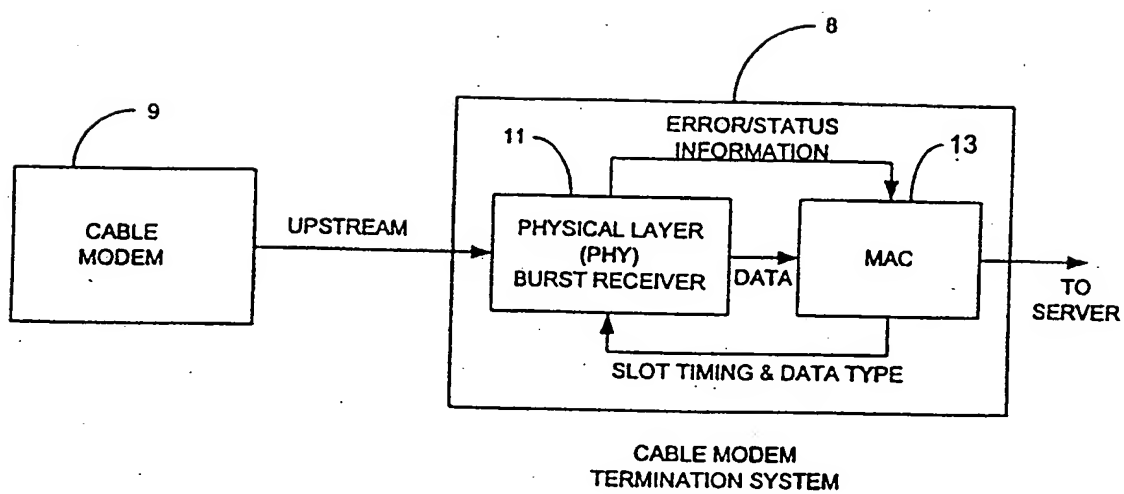 8
9
ERROR/STATUS
INFORMATION
11
13
CABLE
MODEM
UPSTREAM
PHYSICAL LAYER
(PHY)
BURST RECEIVER
DATA
MAC
TO
SERVER
SLOT TIMING & DATA TYPE
CABLE MODEM
TERMINATION SYSTEM